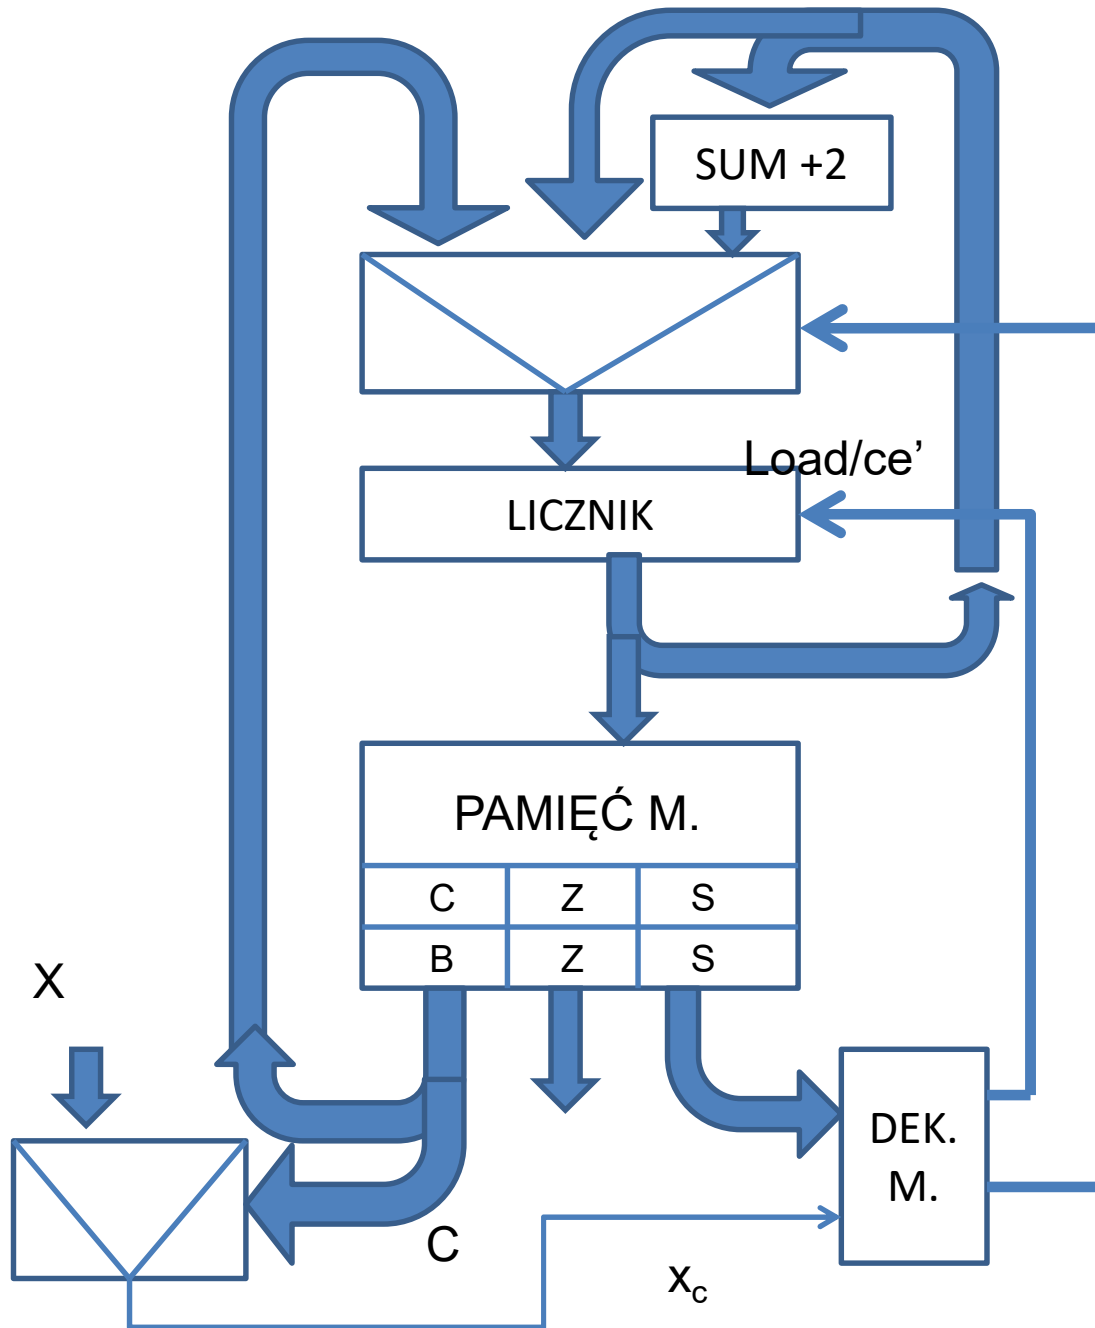 SUM +2
Load/ce’
LICZNIK
PAMIĘĆ M.
C Z S
B Z S
X
DEK.
M.
C
xc